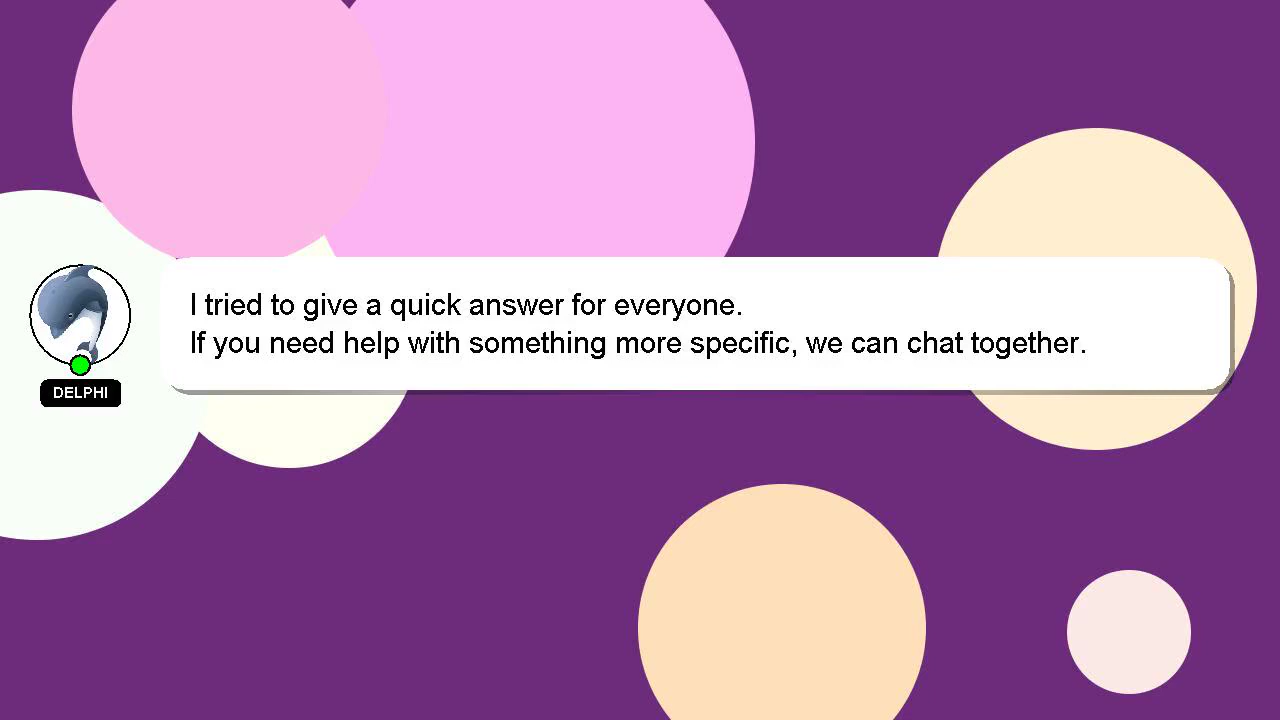 I tried to give a quick answer for everyone.
If you need help with something more specific, we can chat together.
DELPHI